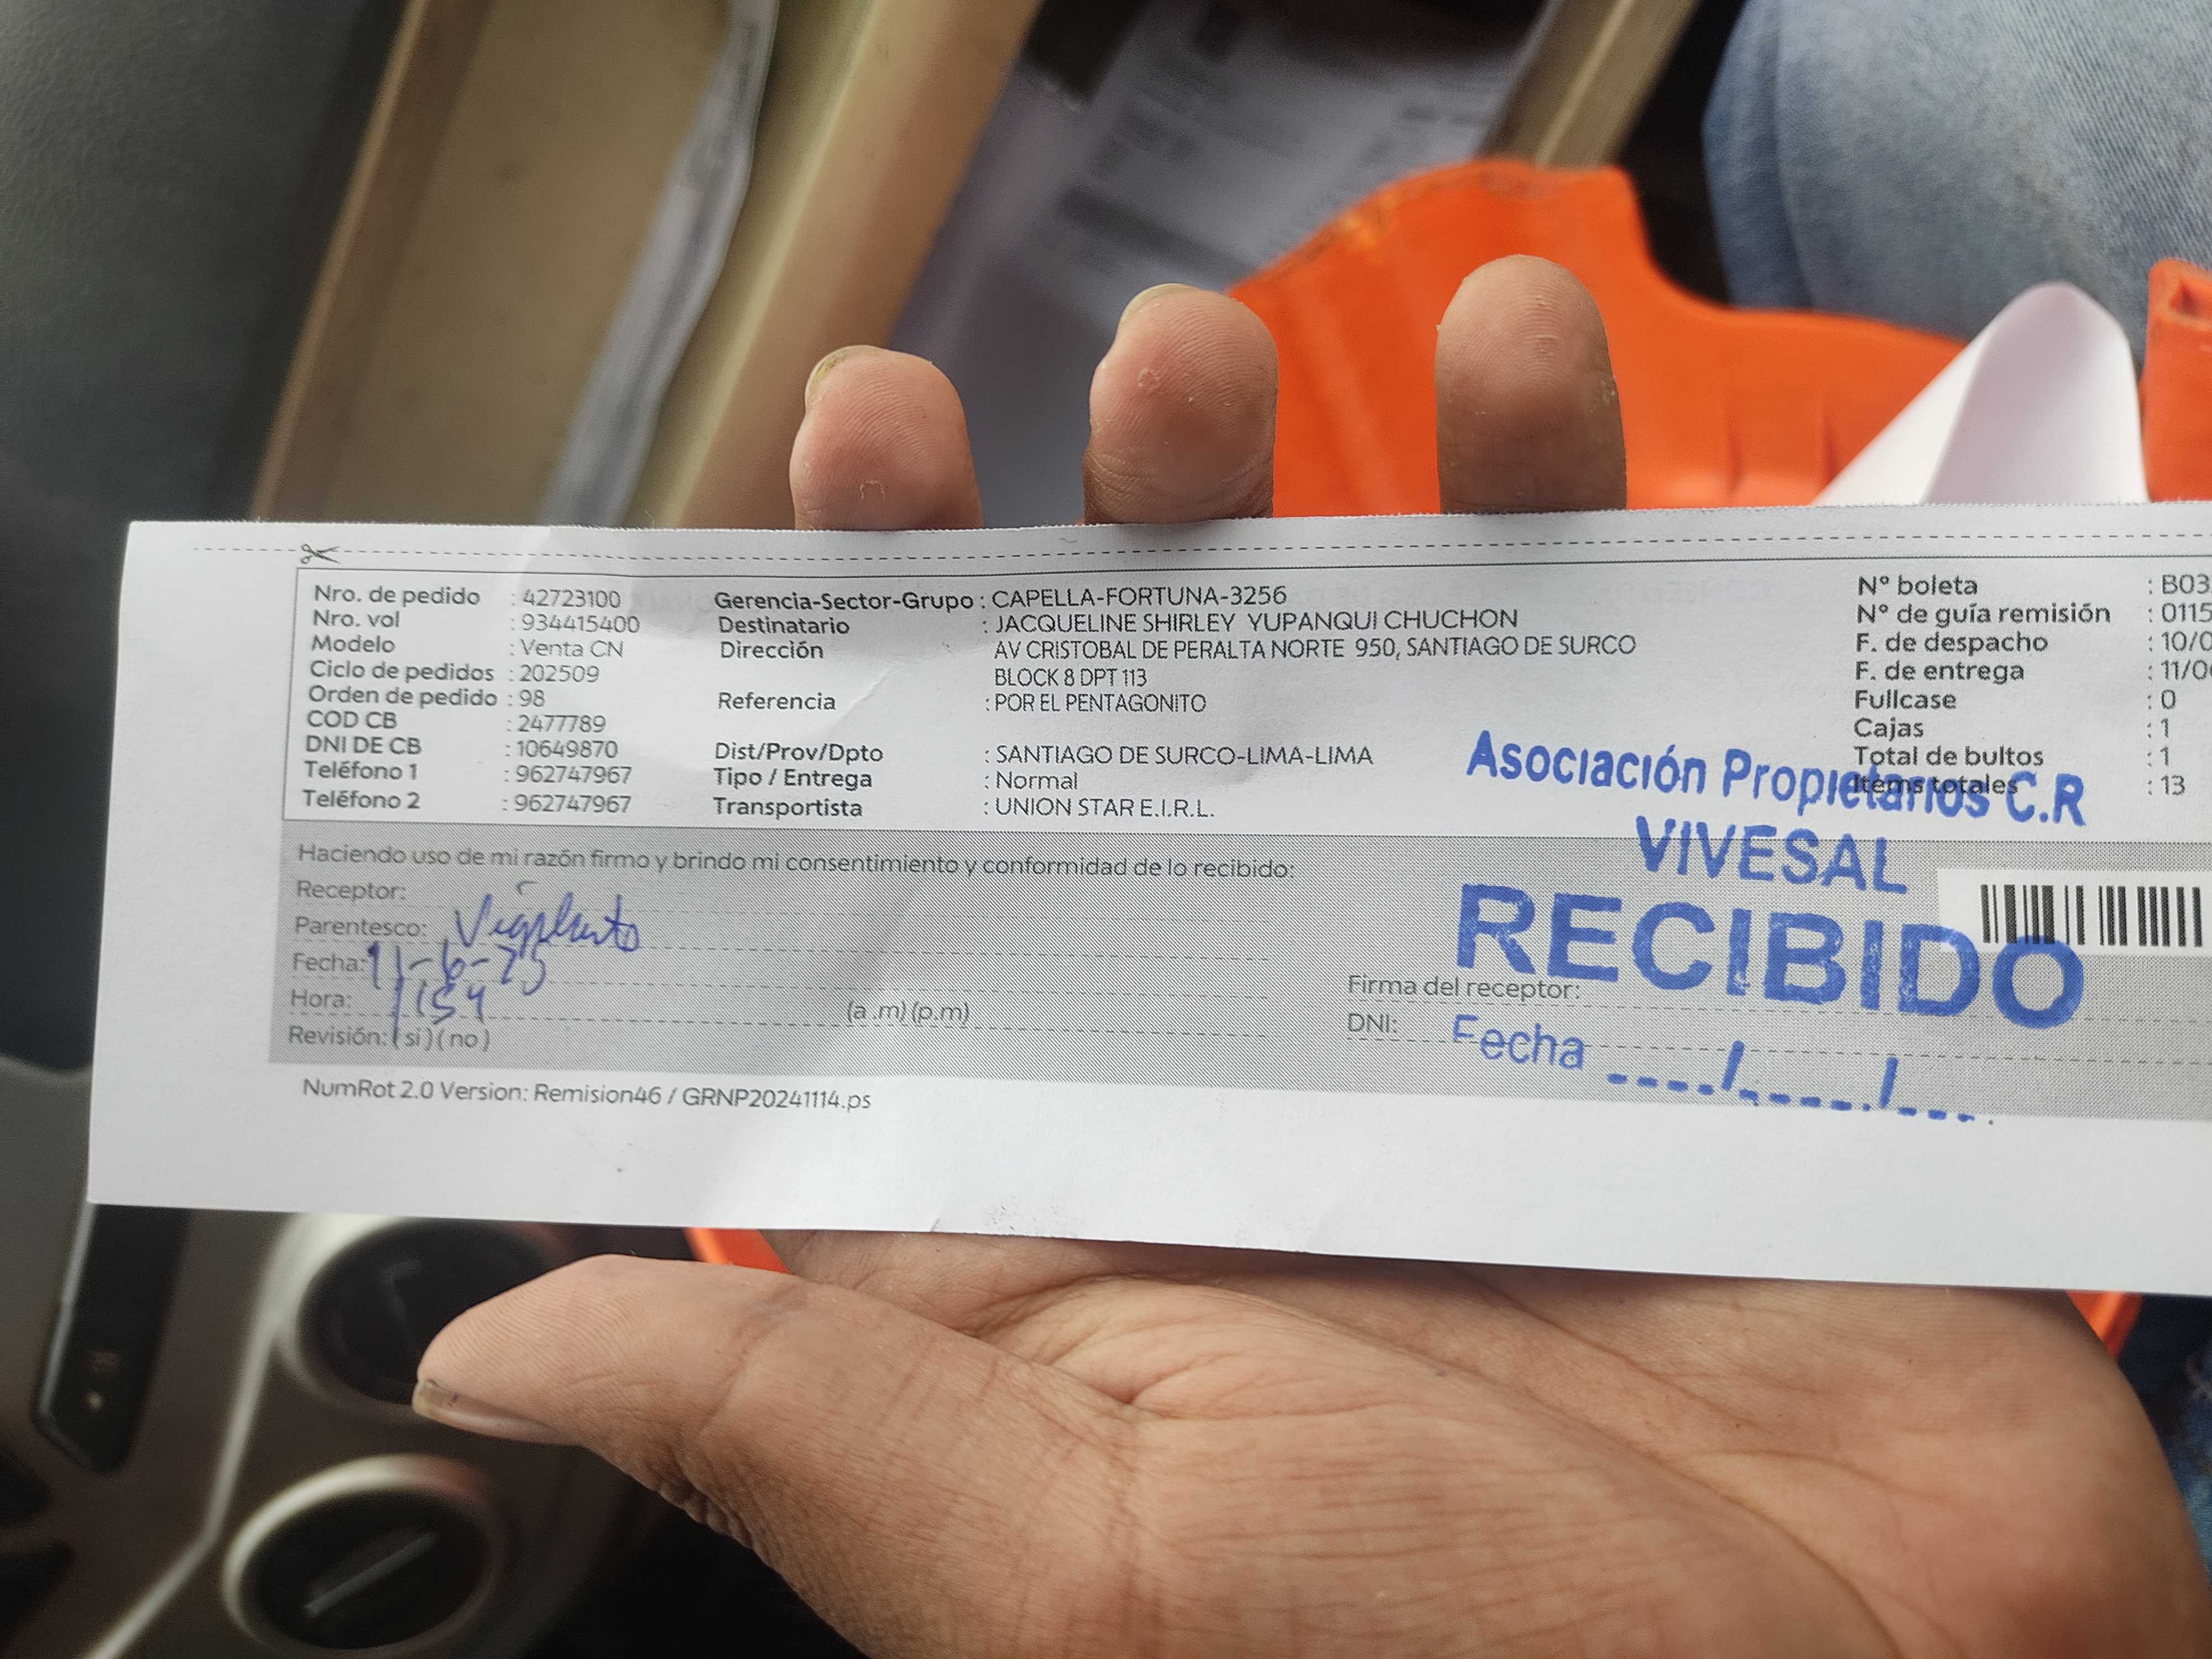 Nro. de pedido : 42723100
Nro. vol : 934415400
Modelo : Venta CN
Ciclo de pedidos : 202509
Orden de pedido : 98
COD CB : 2477789
DNI DE CB : 10649870
Teléfono 1 : 962747967
Teléfono 2 : 962747967
Gerencia-Sector-Grupo : CAPELLA-FORTUNA-3256
Destinatario : JACQUELINE SHIRLEY YUPANQUI CHUCHON
Dirección AV CRISTOBAL DE PERALTA NORTE 950, SANTIAGO DE SURCO
BLOCK 8 DPT 113
Referencia : POR EL PENTAGONITO
Dist/Prov/Dpto : SANTIAGO DE SURCO-LIMA-LIMA
Tipo / Entrega : Normal
Transportista : UNION STAR E.I.R.L.
N° boleta : B03
N° de guía remisión : 0115
F. de despacho : 10/0
F. de entrega : 11/0
Fullcase : 0
Cajas : 1
Total de bultos : 1
Items totales : 13
Asociación Propietarios C.R
VIVESAL
RECIBIDO
Fecha ..../...../....
Haciendo uso de mi razón firmo y brindo mi consentimiento y conformidad de lo recibido:
Receptor:
Parentesco:
Fecha: 11-6-25
Hora: 1154 (a .m) (p.m)
Revisión: ( si ) ( no )
Firma del receptor:
DNI:
NumRot 2.0 Version: Remision46 / GRNP20241114.ps